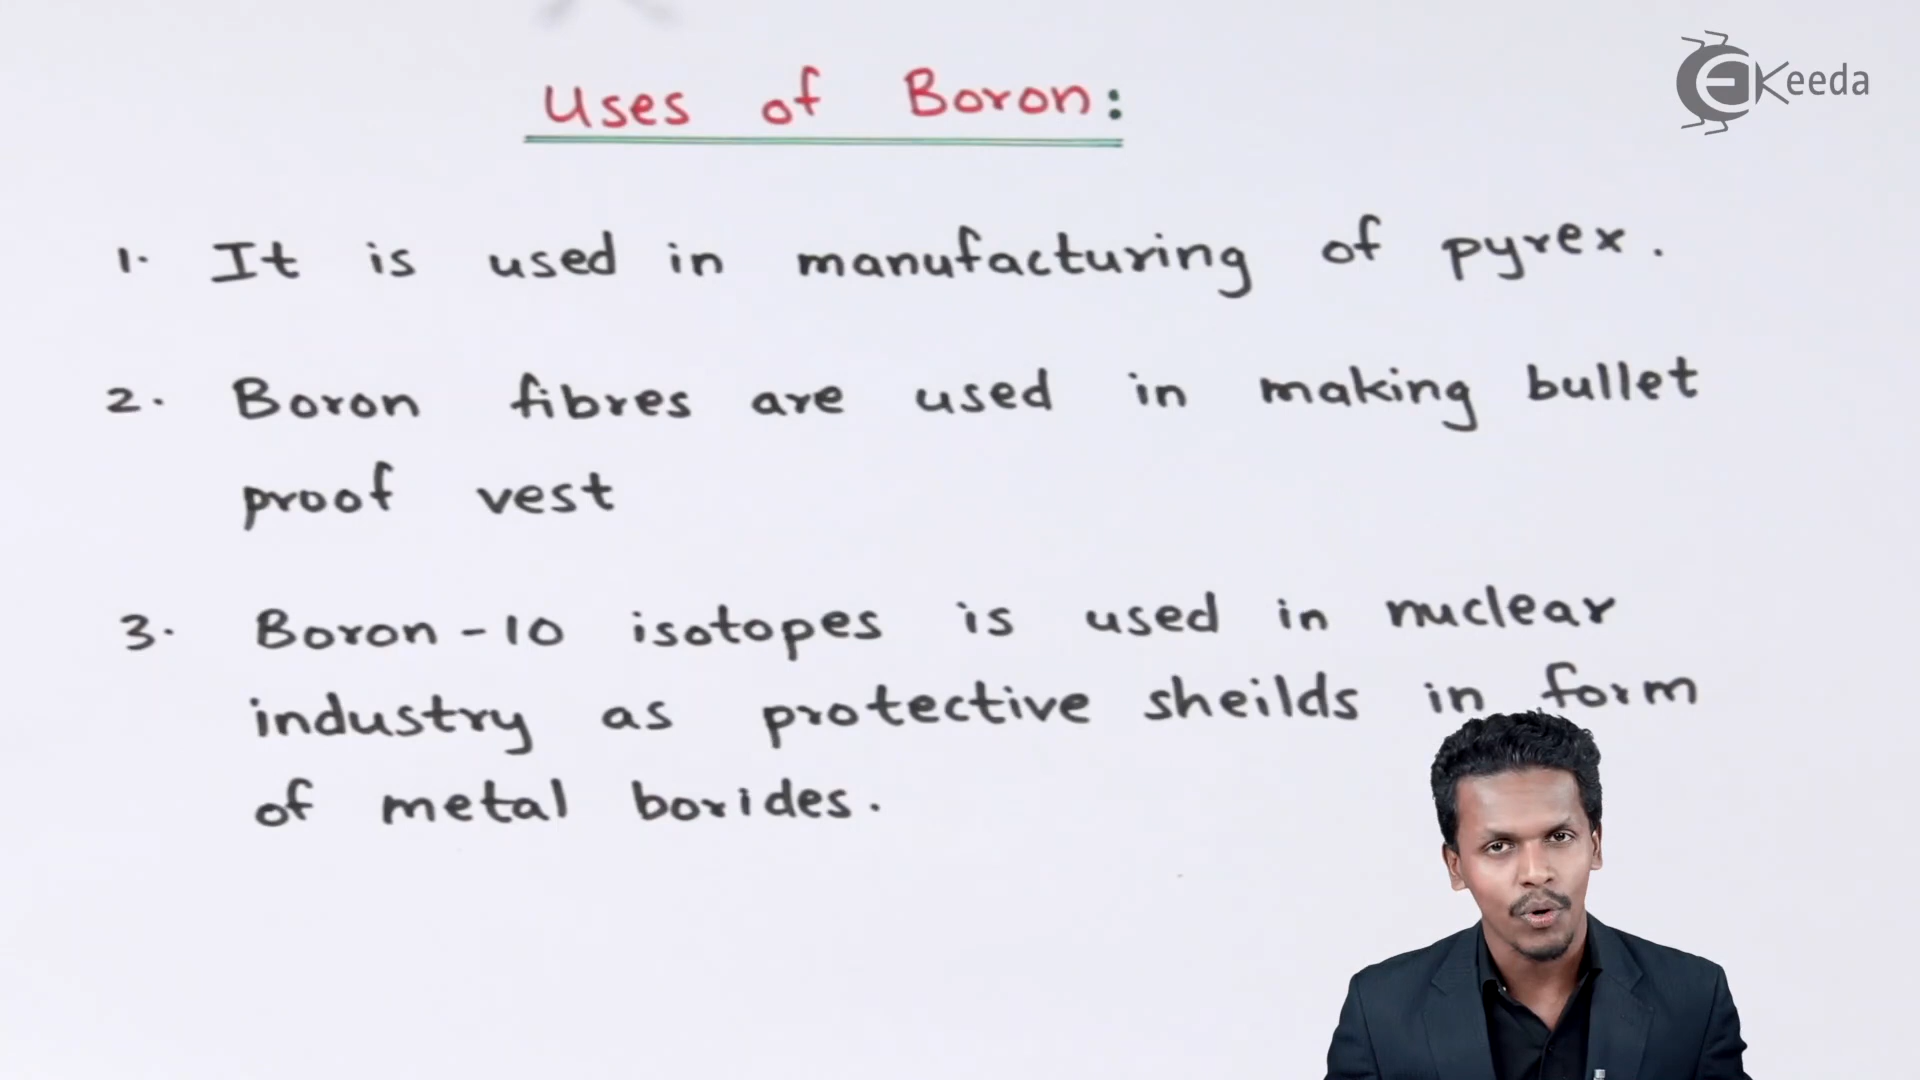 EKeeda
Uses of Boron:
1. It is used in manufacturing of pyrex.
2. Boron fibres are used in making bullet
proof vest
3. Boron-10 isotopes is used in nuclear
industry as protective sheilds in form
of metal borides.